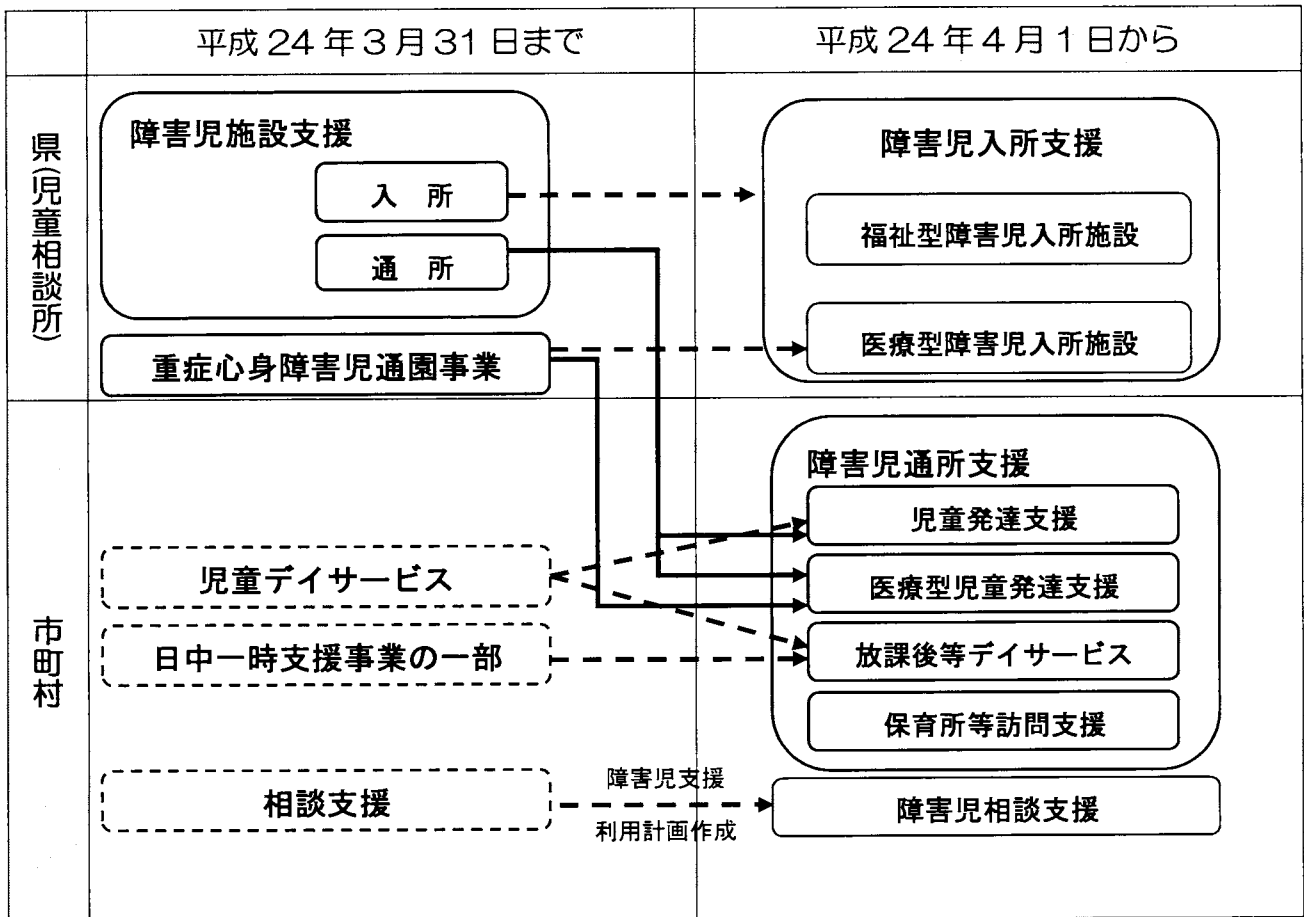 平成24年3月31日まで
平成24年4月1日から
県(児童相談所)
障害児施設支援
入 所
通 所
重症心身障害児通園事業
障害児入所支援
福祉型障害児入所施設
医療型障害児入所施設
市町村
児童デイサービス
日中一時支援事業の一部
相談支援
障害児支援
利用計画作成
障害児通所支援
児童発達支援
医療型児童発達支援
放課後等デイサービス
保育所等訪問支援
障害児相談支援